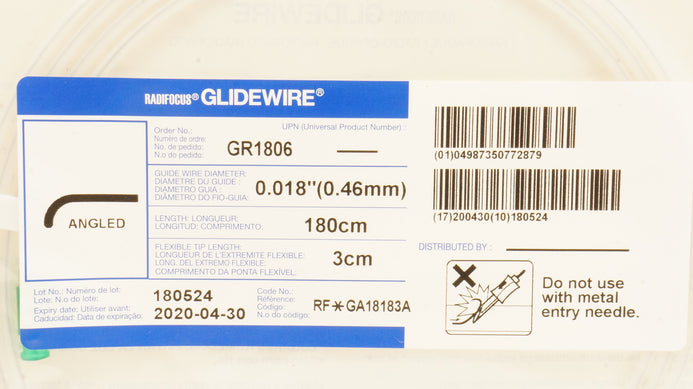 RADIFOCUS® GLIDEWIRE®
ANGLED
Order No.:
Numéro de ordre:
No. de pedido:
N.o do pedido:
UPN (Universal Product Number) :
GR1806
GUIDE WIRE DIAMETER:
DIAMETRE DU GUIDE :
DIAMETRO GUIA :
DIÂMETRO DO FIO-GUIA:
0.018"(0.46mm)
LENGTH: LONGUEUR:
LONGITUD: COMPRIMENTO:
180cm
FLEXIBLE TIP LENGTH:
LONGUEUR DE L'EXTREMITE FLEXIBLE:
LONG. DEL EXTREMO FLEXIBLE:
COMPRIMENTO DA PONTA FLEXÍVEL:
3cm
Lot No.: Numéro de lot:
Lote: N.o do lote:
180524
Expiry date: Utiliser avant:
Caducidad: Data de expiração:
2020-04-30
Code No.:
Référence:
Código:
N.o do código:
RF*GA18183A
(01)04987350772879
(17)200430(10)180524
DISTRIBUTED BY :
Do not use
with metal
entry needle.